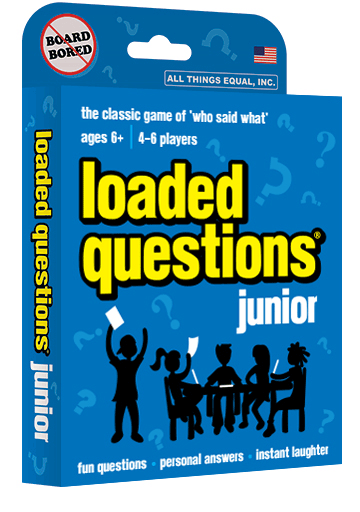 BOARD
BORED
ALL THINGS EQUAL, INC.
the classic game of 'who said what'
ages 6+ | 4-6 players
loaded
questions®
junior
fun questions • personal answers • instant laughter
loaded questions®
junior